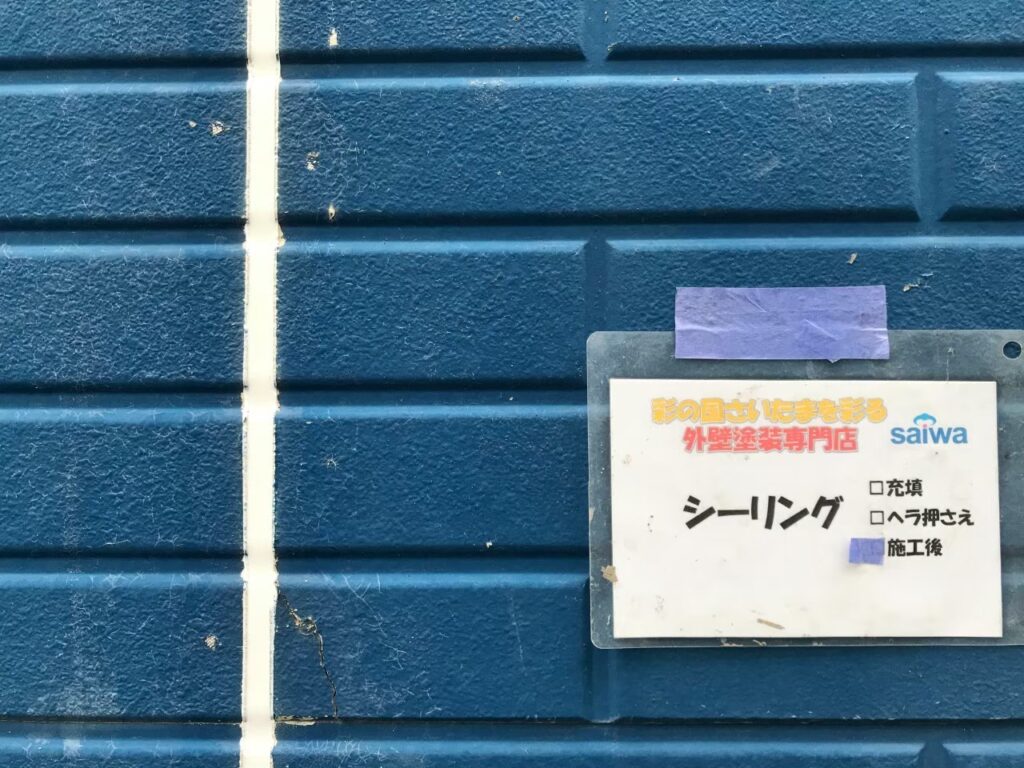 彩の国さいたまを彩る
外壁塗装専門店
saiwa
シーリング
□充填
□ヘラ押さえ
施工後